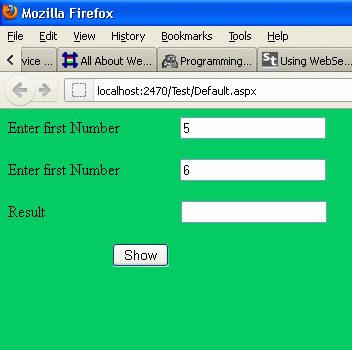 Mozilla Firefox
File Edit View History Bookmarks Tools Help
vice ... All About We... Programming... St Using WebSe...
localhost:2470/Test/Default.aspx
Enter first Number 5
Enter first Number 6
Result
Show